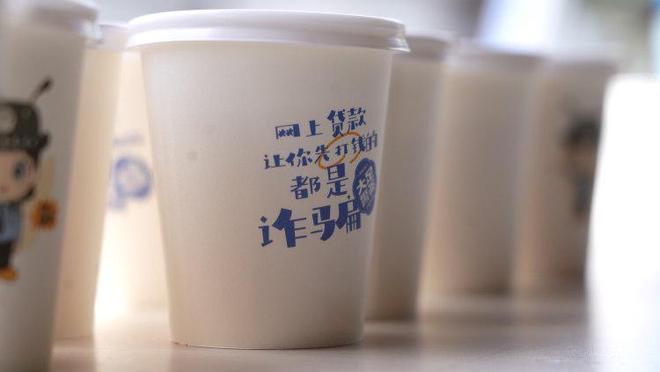 网上贷款
让你先打钱的
都是
诈骗